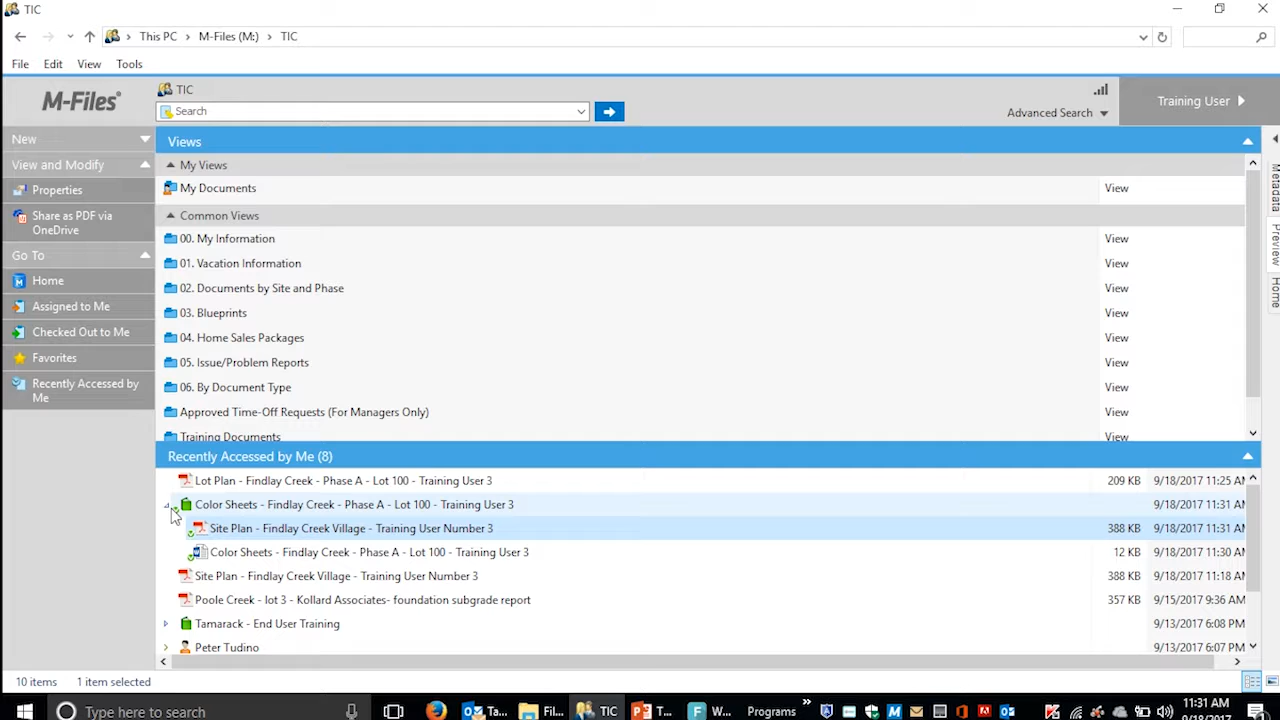 TIC
This PC > M-Files (M:) > TIC
File Edit View Tools
M-Files®
TIC
Search
Advanced Search
Training User
New
View and Modify
Properties
Share as PDF via
OneDrive
Go To
Home
Assigned to Me
Checked Out to Me
Favorites
Recently Accessed by
Me
Views
My Views
My Documents View
Common Views
00. My Information View
01. Vacation Information View
02. Documents by Site and Phase View
03. Blueprints View
04. Home Sales Packages View
05. Issue/Problem Reports View
06. By Document Type View
Approved Time-Off Requests (For Managers Only) View
Training Documents View
Metadata
Preview
Home
Recently Accessed by Me (8)
Lot Plan - Findlay Creek - Phase A - Lot 100 - Training User 3 209 KB 9/18/2017 11:25 AM
Color Sheets - Findlay Creek - Phase A - Lot 100 - Training User 3 9/18/2017 11:31 AM
Site Plan - Findlay Creek Village - Training User Number 3 388 KB 9/18/2017 11:31 AM
Color Sheets - Findlay Creek - Phase A - Lot 100 - Training User 3 12 KB 9/18/2017 11:30 AM
Site Plan - Findlay Creek Village - Training User Number 3 388 KB 9/18/2017 11:18 AM
Poole Creek - lot 3 - Kollard Associates- foundation subgrade report 357 KB 9/15/2017 9:36 AM
Tamarack - End User Training 9/13/2017 6:08 PM
Peter Tudino 9/13/2017 6:07 PM
10 items 1 item selected
Type here to search
Ta...
Fil...
TIC
T...
W...
Programs
11:31 AM
9/18/2017